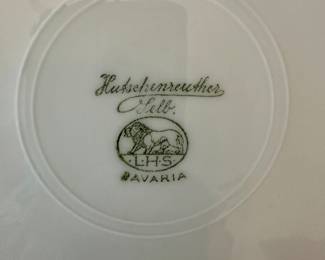 Hutschenreuther
Selb.
L·H·S
BAVARIA